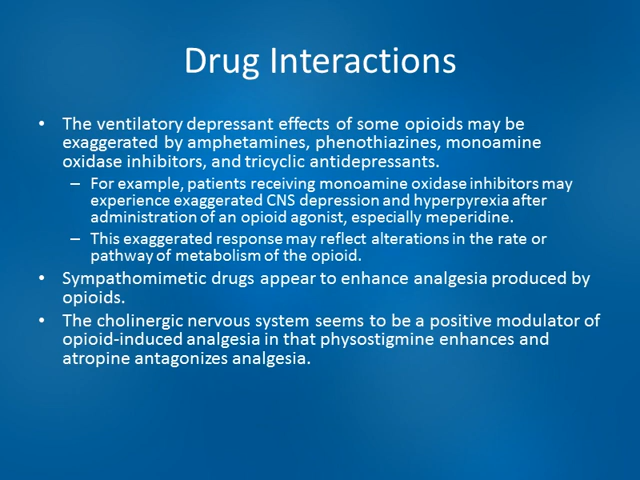 Drug Interactions
• The ventilatory depressant effects of some opioids may be
exaggerated by amphetamines, phenothiazines, monoamine
oxidase inhibitors, and tricyclic antidepressants.
– For example, patients receiving monoamine oxidase inhibitors may
experience exaggerated CNS depression and hyperpyrexia after
administration of an opioid agonist, especially meperidine.
– This exaggerated response may reflect alterations in the rate or
pathway of metabolism of the opioid.
• Sympathomimetic drugs appear to enhance analgesia produced by
opioids.
• The cholinergic nervous system seems to be a positive modulator of
opioid-induced analgesia in that physostigmine enhances and
atropine antagonizes analgesia.